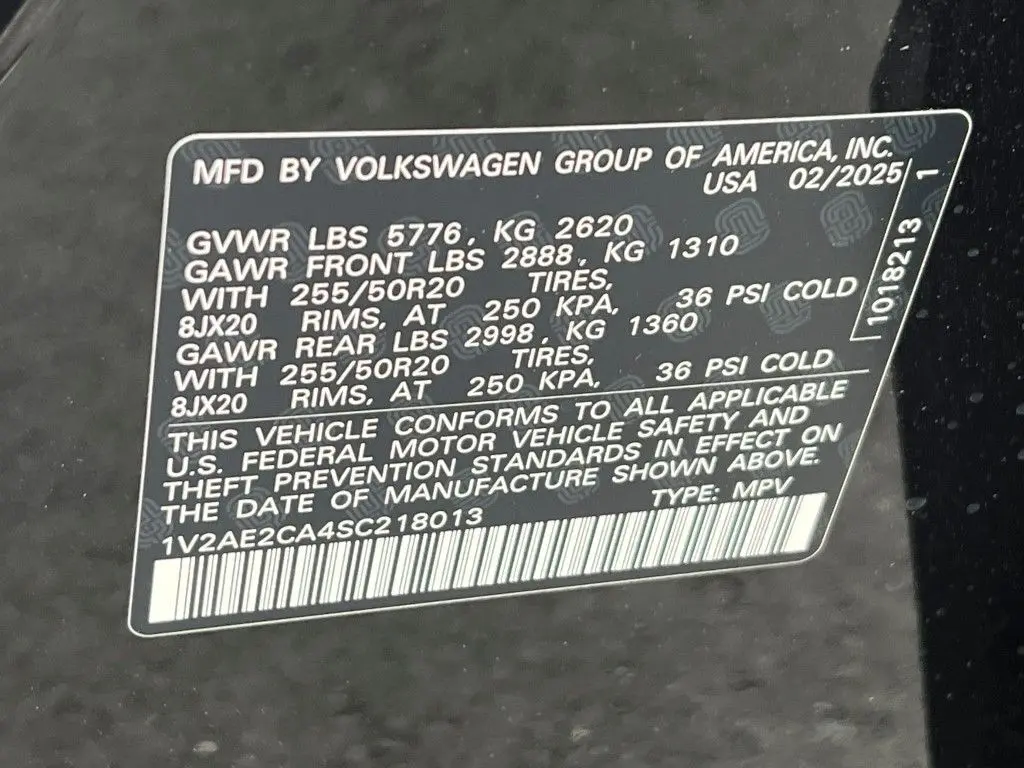 MFD BY VOLKSWAGEN GROUP OF AMERICA, INC.
USA 02/2025
GVWR LBS 5776, KG 2620
GAWR FRONT LBS 2888, KG 1310
WITH 255/50R20 TIRES,
8JX20 RIMS, AT 250 KPA, 36 PSI COLD
GAWR REAR LBS 2998, KG 1360
WITH 255/50R20 TIRES,
8JX20 RIMS, AT 250 KPA, 36 PSI COLD
THIS VEHICLE CONFORMS TO ALL APPLICABLE
U.S. FEDERAL MOTOR VEHICLE SAFETY AND
THEFT PREVENTION STANDARDS IN EFFECT ON
THE DATE OF MANUFACTURE SHOWN ABOVE.
1V2AE2CA4SC218013 TYPE: MPV
1018213 1